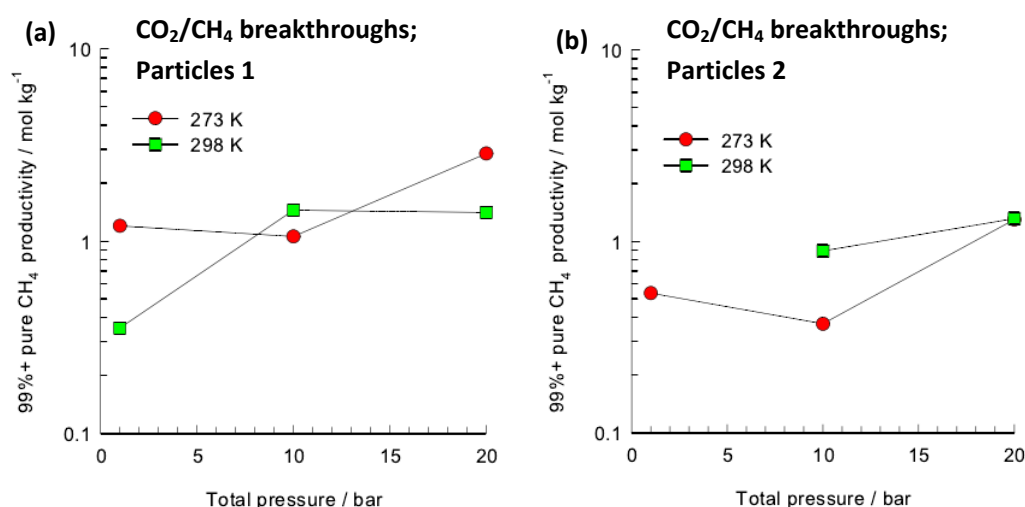 (a)
CO₂/CH₄ breakthroughs;
Particles 1
10
273 K
298 K
1
0.1
99%+ pure CH₄ productivity / mol kg⁻¹
0 5 10 15 20
Total pressure / bar
(b)
CO₂/CH₄ breakthroughs;
Particles 2
10
273 K
298 K
1
0.1
99%+ pure CH₄ productivity / mol kg⁻¹
0 5 10 15 20
Total pressure / bar